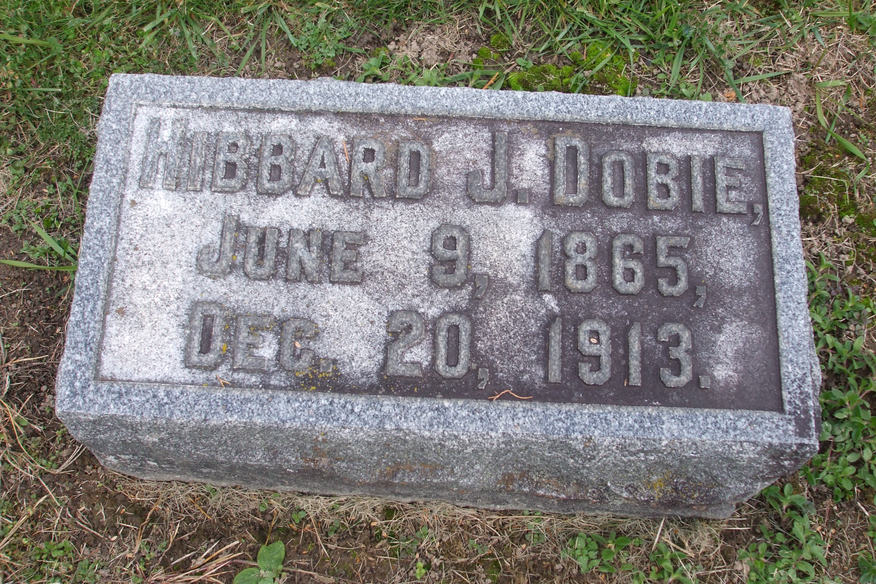 HIBBARD J. DOBIE,
JUNE 9, 1865,
DEC. 20, 1913.